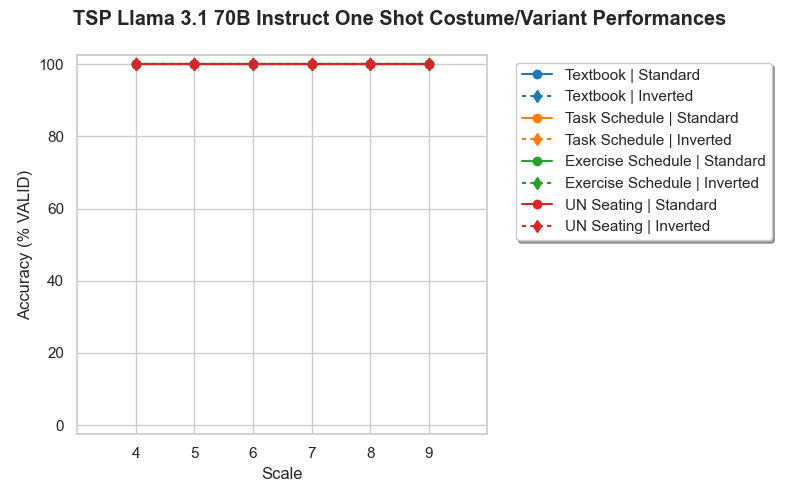 TSP Llama 3.1 70B Instruct One Shot Costume/Variant Performances
Accuracy (% VALID)
100
80
60
40
20
0
4 5 6 7 8 9
Scale
Textbook | Standard
Textbook | Inverted
Task Schedule | Standard
Task Schedule | Inverted
Exercise Schedule | Standard
Exercise Schedule | Inverted
UN Seating | Standard
UN Seating | Inverted